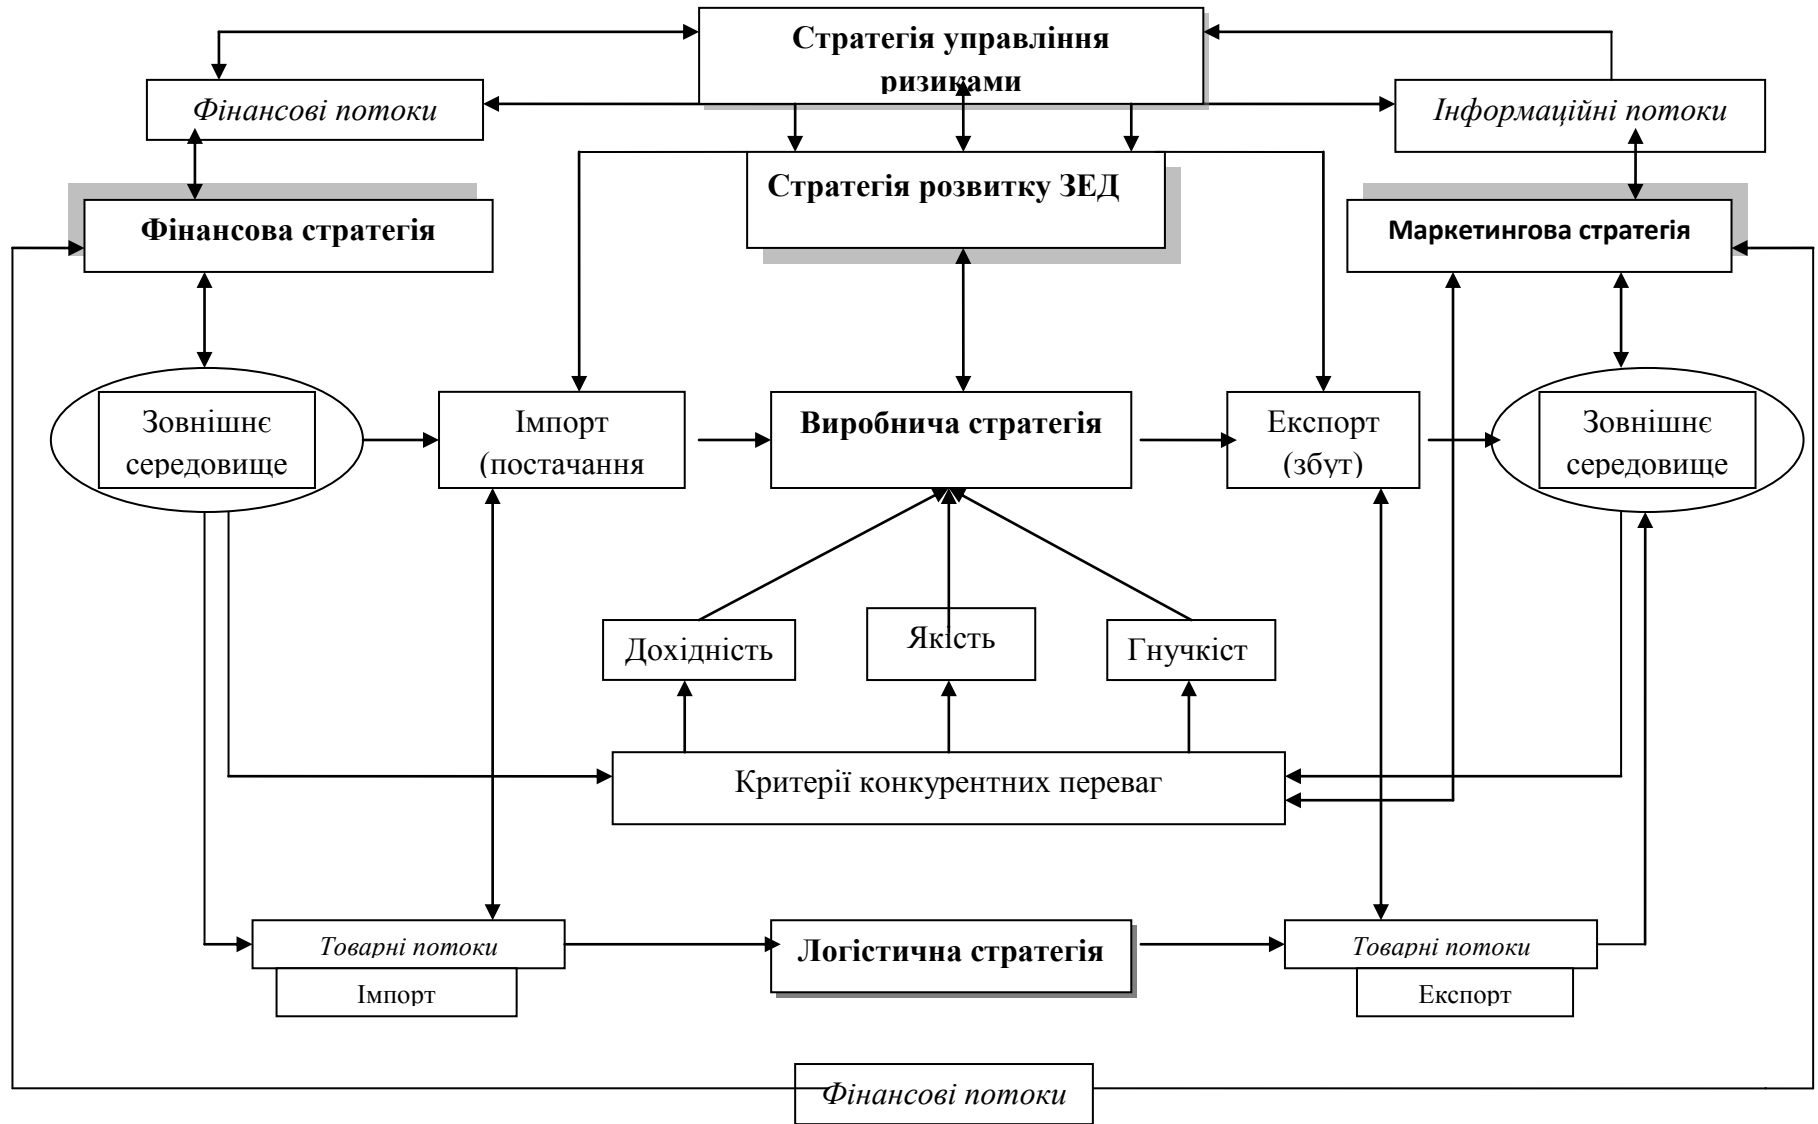 Стратегія управління
ризиками
Фінансові потоки
Інформаційні потоки
Стратегія розвитку ЗЕД
Фінансова стратегія
Маркетингова стратегія
Зовнішнє
середовище
Імпорт
(постачання
Виробнича стратегія
Експорт
(збут)
Зовнішнє
середовище
Дохідність
Якість
Гнучкіст
Критерії конкурентних переваг
Товарні потоки
Імпорт
Логістична стратегія
Товарні потоки
Експорт
Фінансові потоки